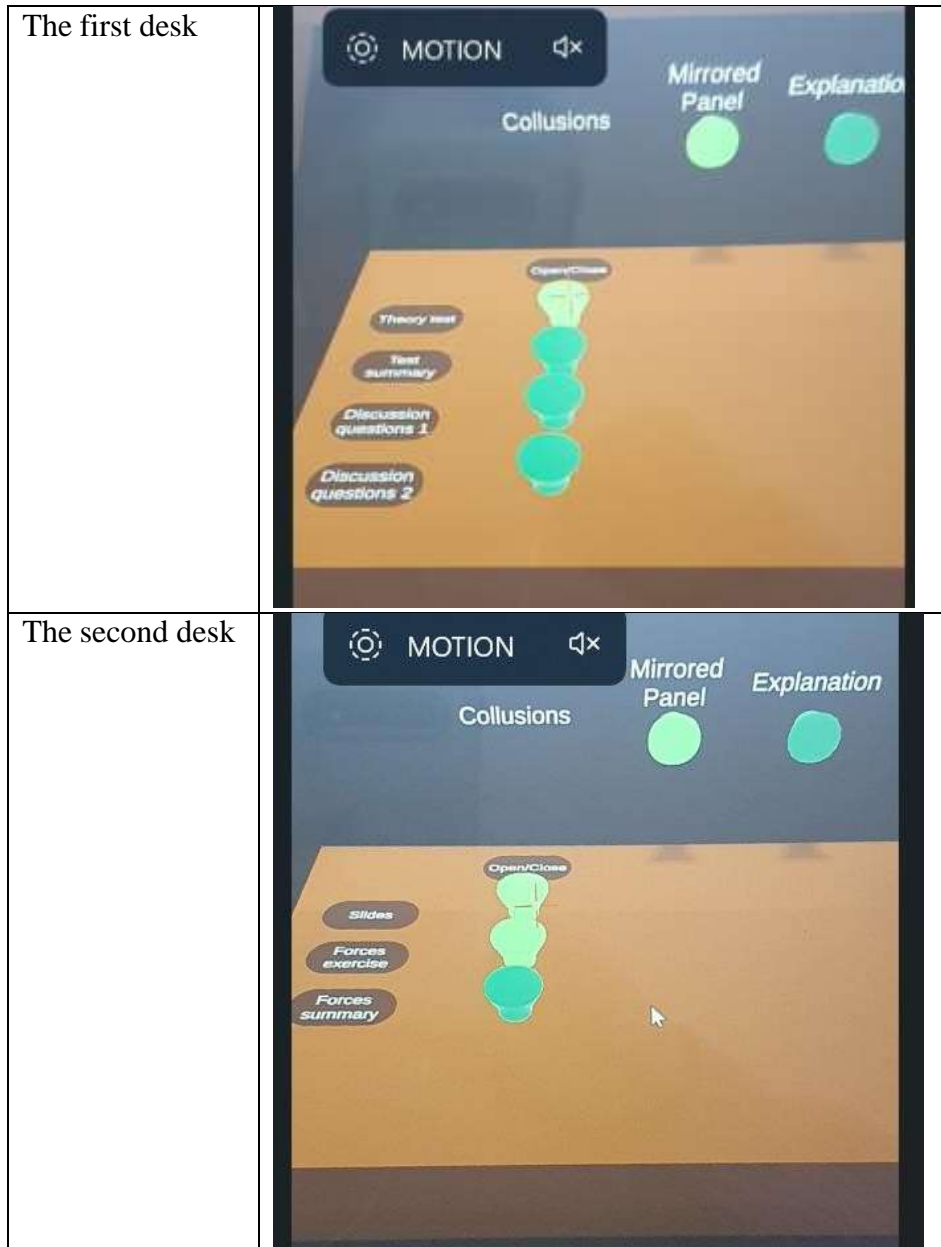 The first desk
MOTION
Mirrored
Panel
Explanatio
Collusions
Open/Close
Theory test
Test
summary
Discussion
questions 1
Discussion
questions 2
The second desk
MOTION
Mirrored
Panel
Explanation
Collusions
Open/Close
Slides
Forces
exercise
Forces
summary